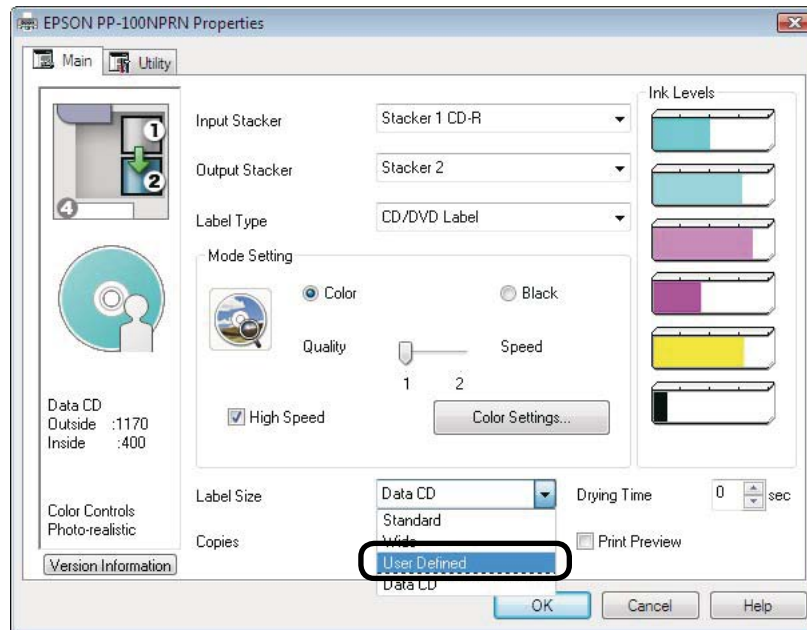 EPSON PP-100NPRN Properties
Main Utility
Ink Levels
Input Stacker Stacker 1 CD-R
Output Stacker Stacker 2
Label Type CD/DVD Label
1
2
4
Mode Setting
Color Black
Quality Speed
1 2
High Speed Color Settings...
Data CD
Outside :1170
Inside :400
Color Controls
Photo-realistic
Version Information
Label Size Data CD Drying Time 0 sec
Standard
Copies Wide Print Preview
User Defined
Data CD
OK Cancel Help